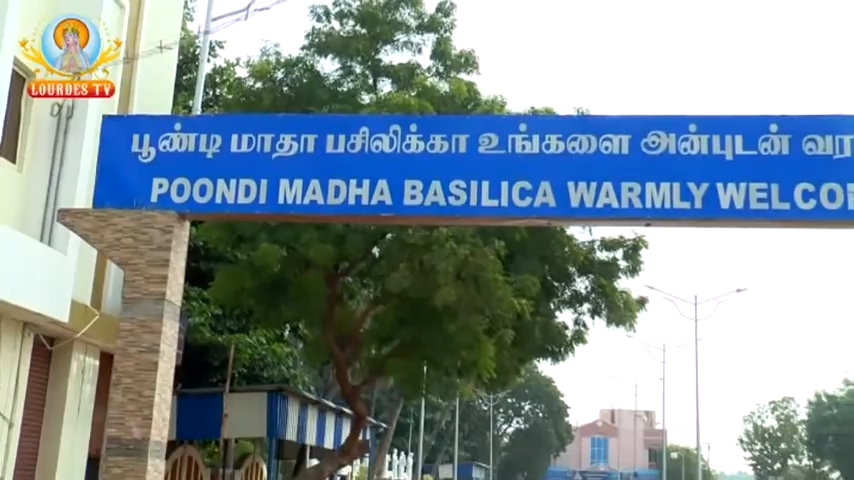 LOURDES TV
பூண்டி மாதா பசிலிக்கா உங்களை அன்புடன் வர
POONDI MADHA BASILICA WARMLY WELCO